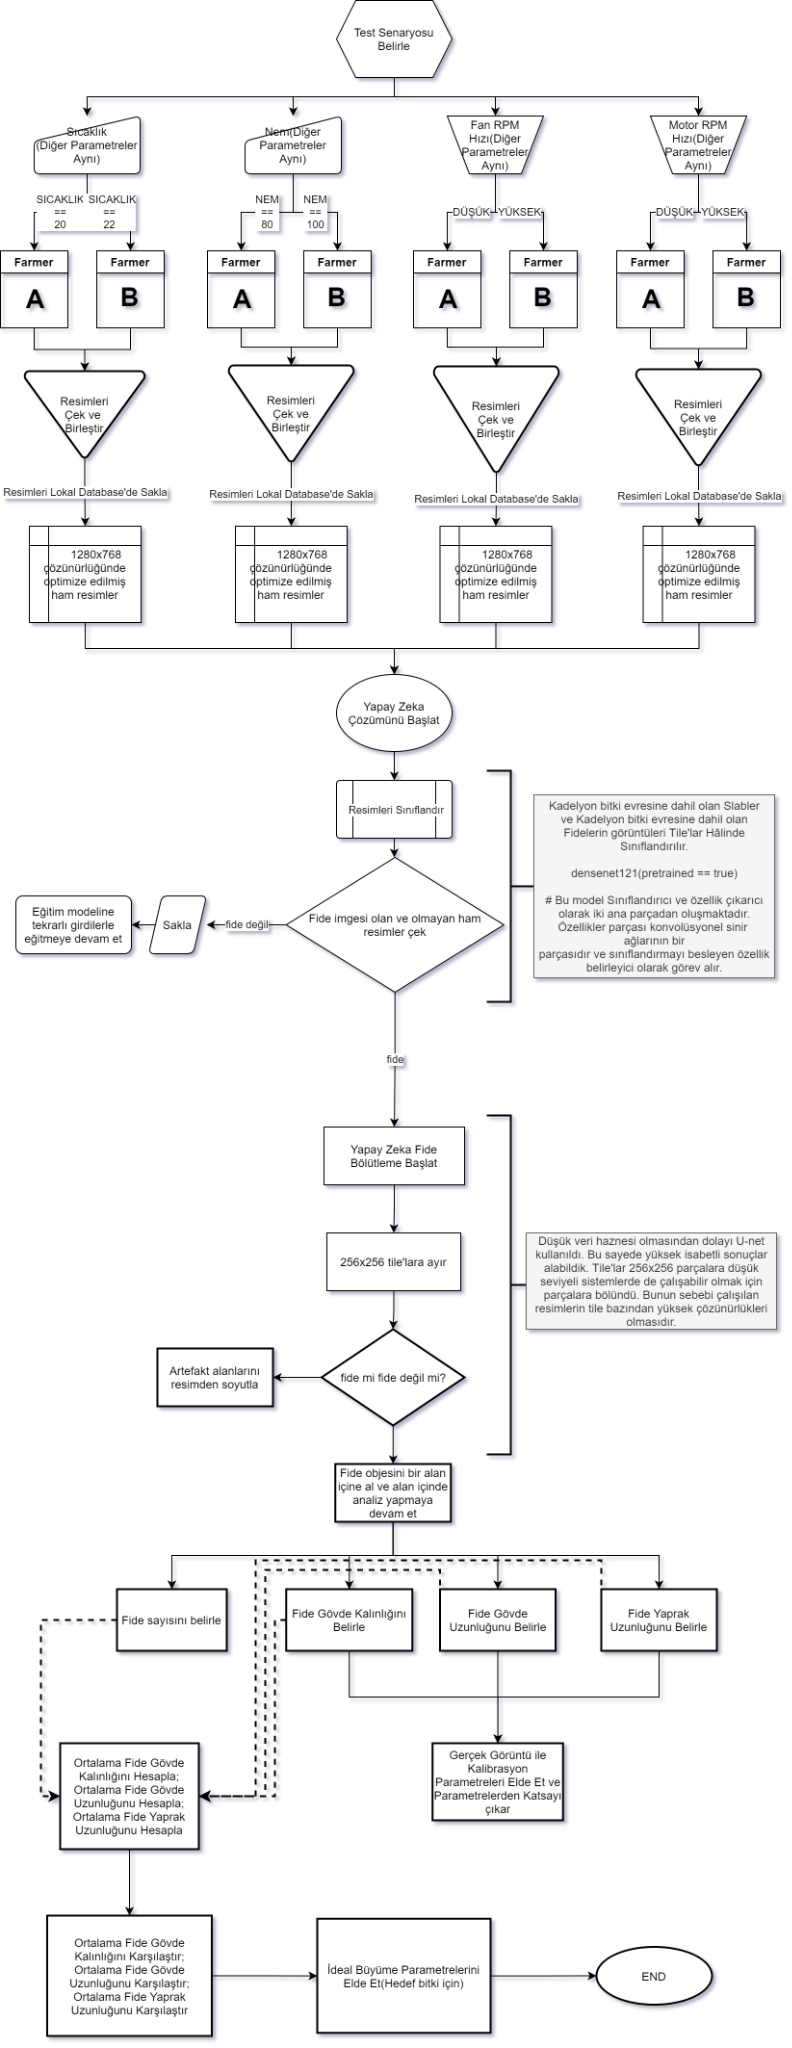 Test Senaryosu
Belirle
Sıcaklık
(Diğer Parametreler
Aynı)
Nem(Diğer
Parametreler
Aynı)
Fan RPM
Hızı(Diğer
Parametreler
Aynı)
Motor RPM
Hızı(Diğer
Parametreler
Aynı)
SICAKLIK
==
20
SICAKLIK
==
22
NEM
==
80
NEM
==
100
DÜŞÜK
YÜKSEK
DÜŞÜK
YÜKSEK
Farmer
A
Farmer
B
Farmer
A
Farmer
B
Farmer
A
Farmer
B
Farmer
A
Farmer
B
Resimleri
Çek ve
Birleştir
Resimleri
Çek ve
Birleştir
Resimleri
Çek ve
Birleştir
Resimleri
Çek ve
Birleştir
Resimleri Lokal Database'de Sakla
Resimleri Lokal Database'de Sakla
Resimleri Lokal Database'de Sakla
Resimleri Lokal Database'de Sakla
1280x768
çözünürlüğünde
optimize edilmiş
ham resimler
1280x768
çözünürlüğünde
optimize edilmiş
ham resimler
1280x768
çözünürlüğünde
optimize edilmiş
ham resimler
1280x768
çözünürlüğünde
optimize edilmiş
ham resimler
Yapay Zeka
Çözümünü Başlat
Resimleri Sınıflandır
Kadelyon bitki evresine dahil olan Slabler
ve Kadelyon bitki evresine dahil olan
Fidelerin görüntüleri Tile'lar Hâlinde
Sınıflandırılır.
densenet121(pretrained == true)
# Bu model Sınıflandırıcı ve özellik çıkarıcı
olarak iki ana parçadan oluşmaktadır.
Özellikler parçası konvolüsyonel sinir
ağlarının bir
parçasıdır ve sınıflandırmayı besleyen özellik
belirleyici olarak görev alır.
Fide imgesi olan ve olmayan ham
resimler çek
fide değil
Sakla
Eğitim modeline
tekrarlı girdilerle
eğitmeye devam et
fide
Yapay Zeka Fide
Bölütleme Başlat
256x256 tile'lara ayır
Düşük veri haznesi olmasından dolayı U-net
kullanıldı. Bu sayede yüksek isabetli sonuçlar
alabildik. Tile'lar 256x256 parçalara düşük
seviyeli sistemlerde de çalışabilir olmak için
parçalara bölündü. Bunun sebebi çalışılan
resimlerin tile bazından yüksek çözünürlükleri
olmasıdır.
fide mi fide değil mi?
Artefakt alanlarını
resimden soyutla
Fide objesini bir alan
içine al ve alan içinde
analiz yapmaya
devam et
Fide sayısını belirle
Fide Gövde Kalınlığını
Belirle
Fide Gövde
Uzunluğunu Belirle
Fide Yaprak
Uzunluğunu Belirle
Ortalama Fide Gövde
Kalınlığını Hesapla;
Ortalama Fide Gövde
Uzunluğunu Hesapla;
Ortalama Fide Yaprak
Uzunluğunu Hesapla
Gerçek Görüntü ile
Kalibrasyon
Parametreleri Elde Et ve
Parametrelerden Katsayı
çıkar
Ortalama Fide Gövde
Kalınlığını Karşılaştır;
Ortalama Fide Gövde
Uzunluğunu Karşılaştır;
Ortalama Fide Yaprak
Uzunluğunu Karşılaştır
İdeal Büyüme Parametrelerini
Elde Et(Hedef bitki için)
END